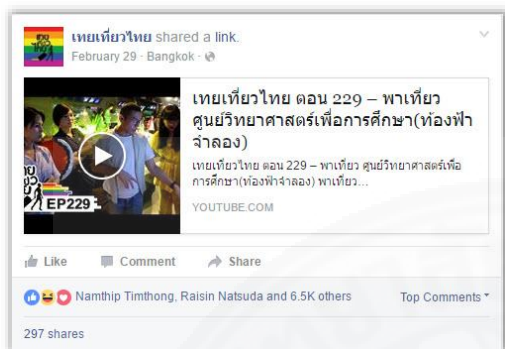 เทยเที่ยวไทย shared a link.
February 29 · Bangkok ·
เทยเที่ยวไทย ตอน 229 – พาเที่ยว
ศูนย์วิทยาศาสตร์เพื่อการศึกษา(ท้องฟ้า
จำลอง)
เทยเที่ยวไทย ตอน 229 – พาเที่ยว ศูนย์วิทยาศาสตร์เพื่อ
การศึกษา(ท้องฟ้าจำลอง) พาเที่ยว...
YOUTUBE.COM
EP229
Like Comment Share
Namthip Timthong, Raisin Natsuda and 6.5K others Top Comments
297 shares